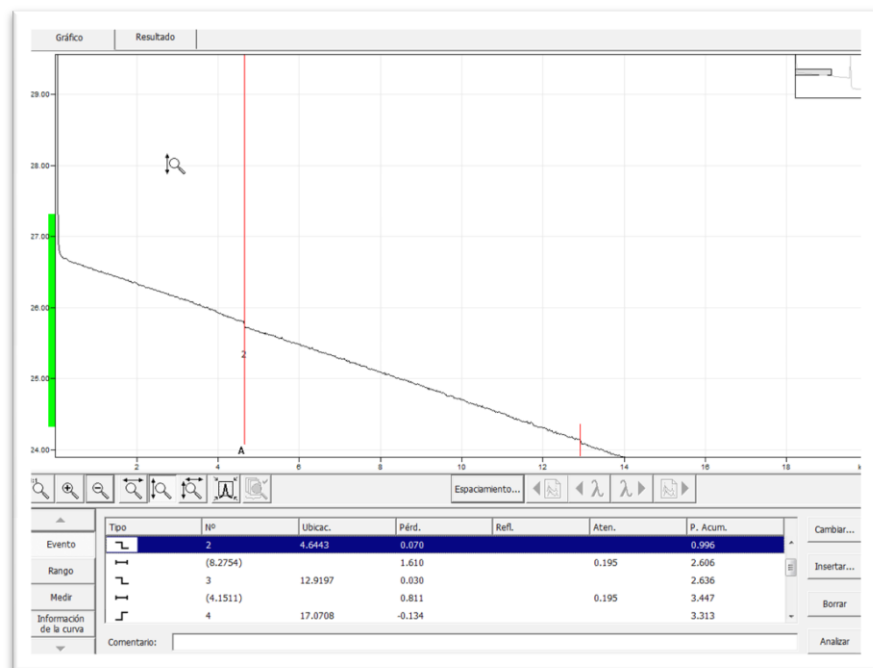 Gráfico Resultado
29.00
28.00
27.00
26.00
25.00
24.00
2
A
2 4 6 8 10 12 14 16 18
Espaciamiento...
Evento
Rango
Medir
Información
de la curva
Tipo Nº Ubicac. Pérd. Refl. Aten. P. Acum.
2 4.6443 0.070 0.996
(8.2754) 1.610 0.195 2.606
3 12.9197 0.030 2.636
(4.1511) 0.811 0.195 3.447
4 17.0708 -0.134 3.313
Comentario:
Cambiar...
Insertar...
Borrar
Analizar